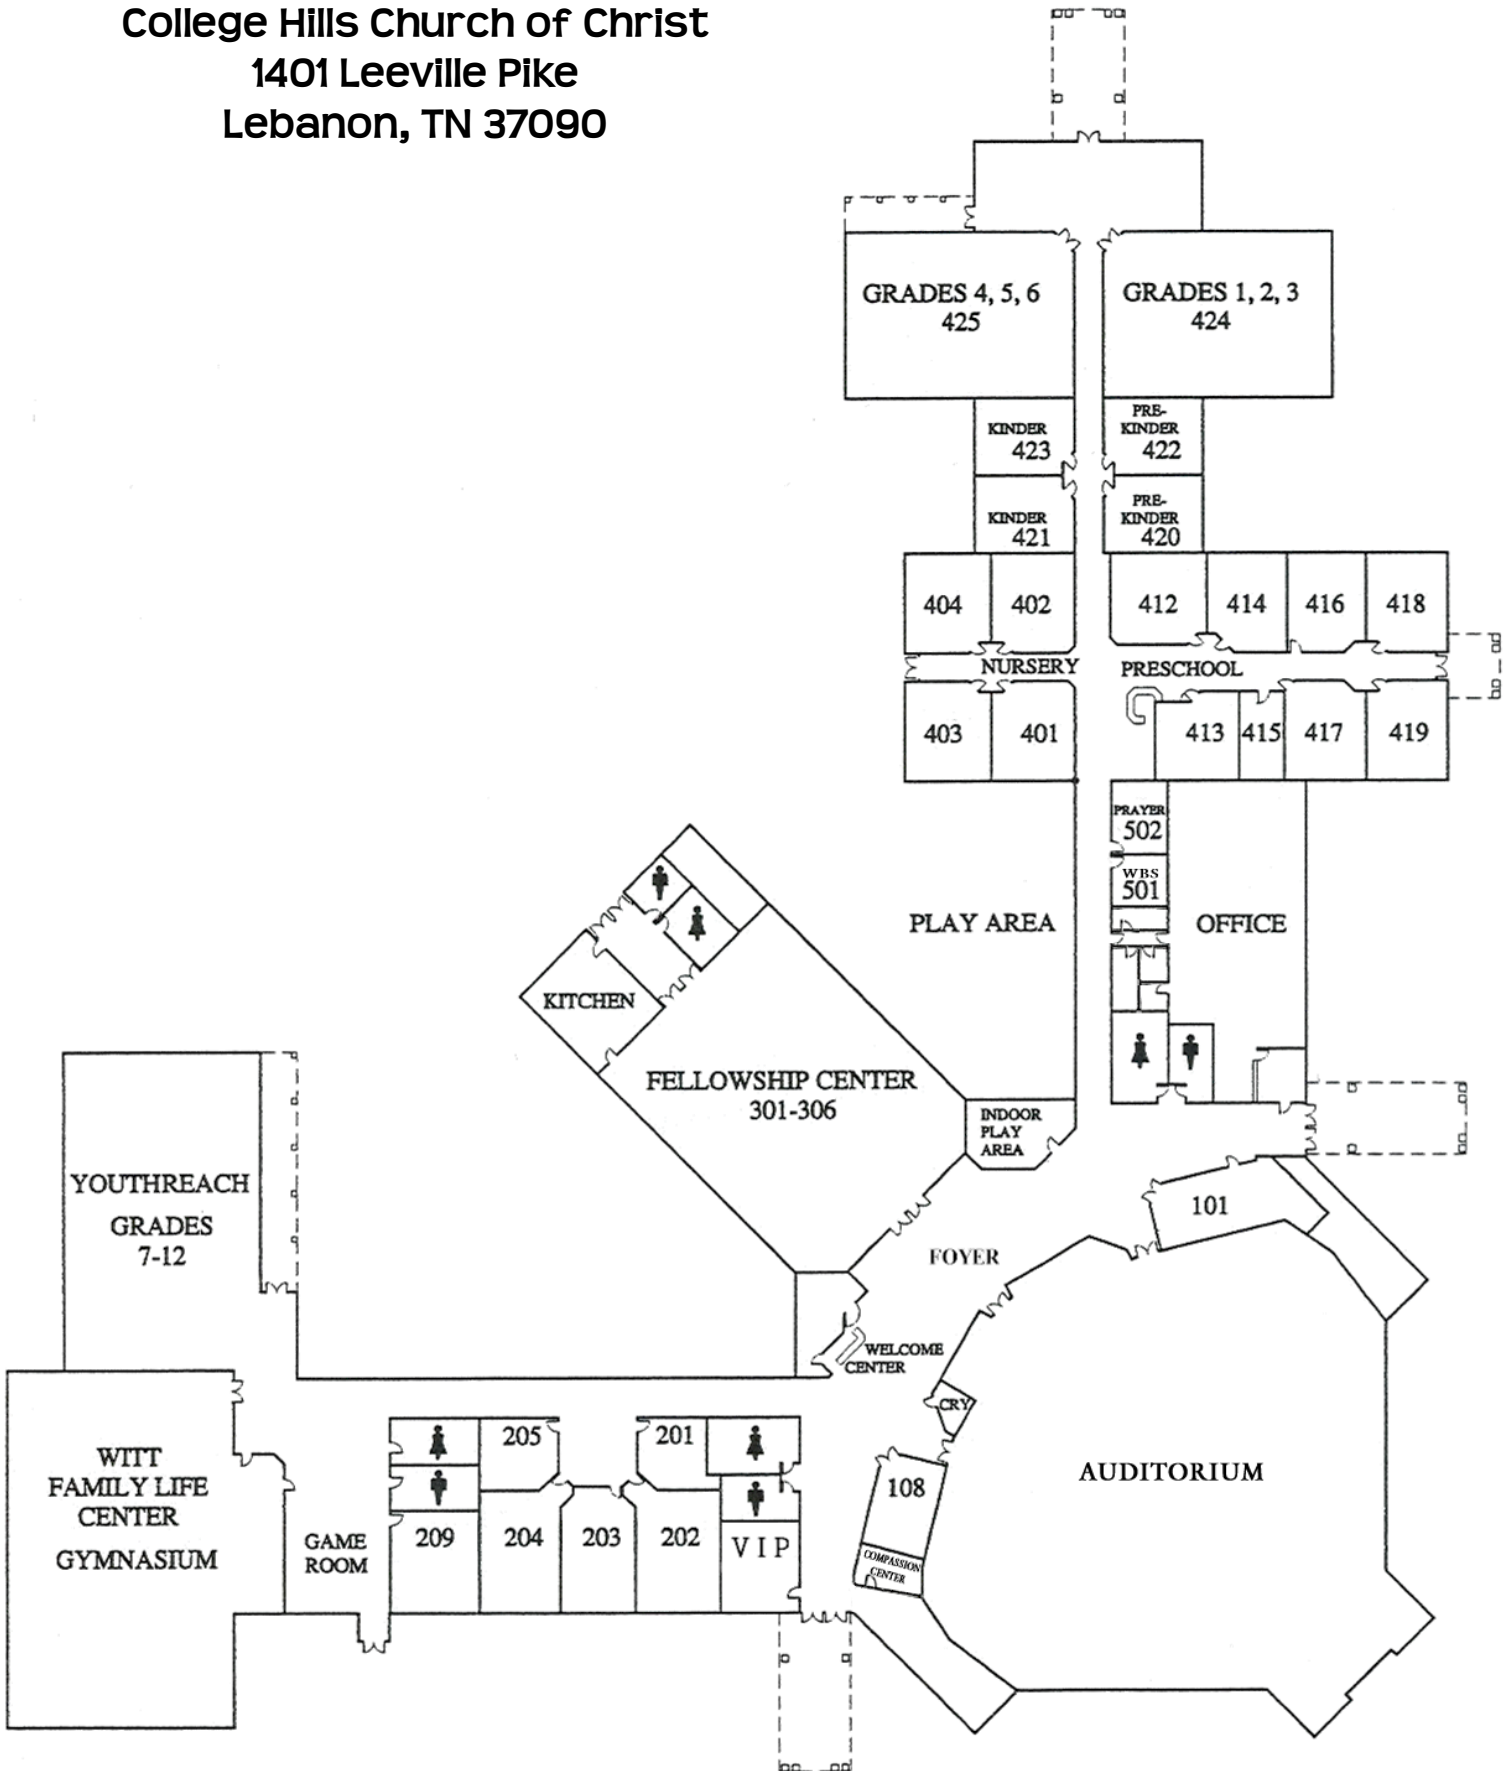 College Hills Church of Christ
1401 Leeville Pike
Lebanon, TN 37090
GRADES 4, 5, 6
425
GRADES 1, 2, 3
424
KINDER
423
PRE-
KINDER
422
KINDER
421
PRE-
KINDER
420
404
402
412
414
416
418
NURSERY
PRESCHOOL
403
401
413
415
417
419
PRAYER
502
WBS
501
PLAY AREA
OFFICE
KITCHEN
FELLOWSHIP CENTER
301-306
INDOOR
PLAY
AREA
YOUTHREACH
GRADES
7-12
101
FOYER
WELCOME
CENTER
CRY
AUDITORIUM
108
COMPASSION
CENTER
205
201
209
204
203
202
VIP
GAME
ROOM
WITT
FAMILY LIFE
CENTER
GYMNASIUM